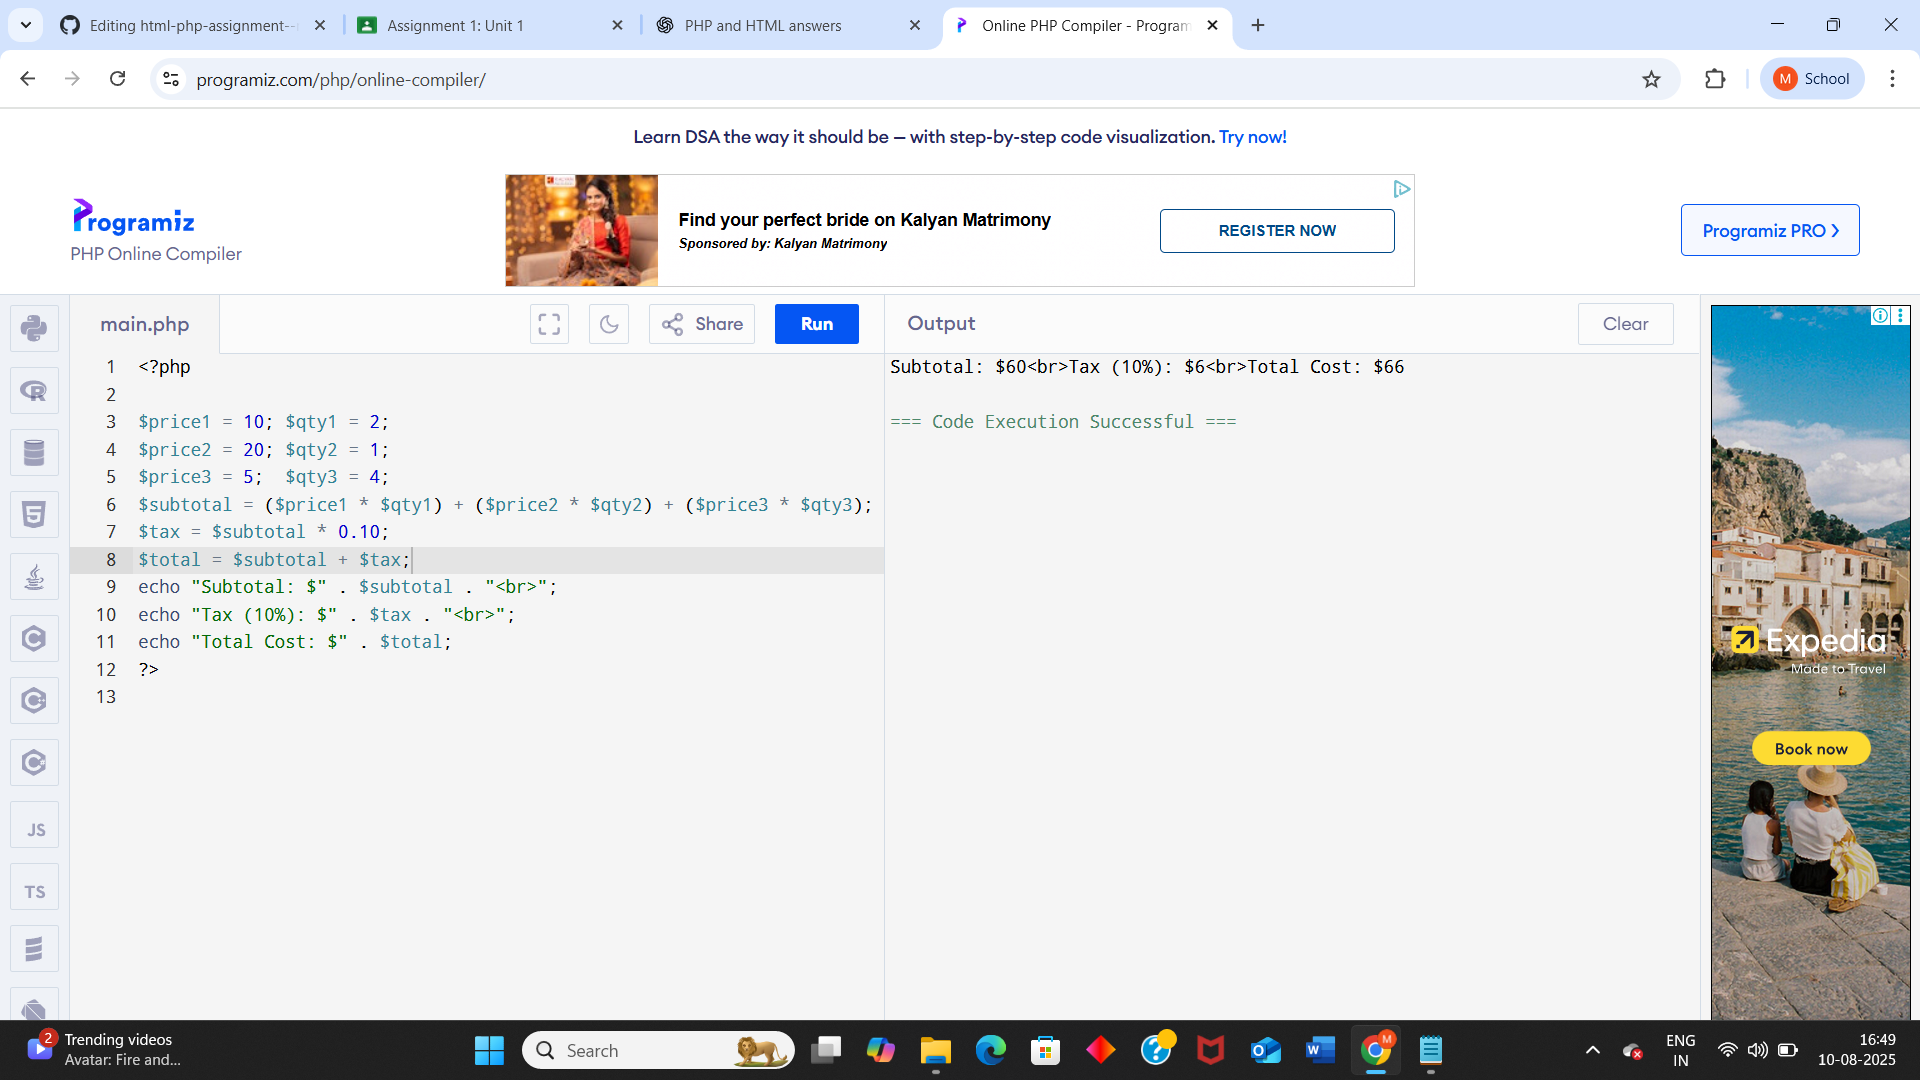 Editing html-php-assignment--
Assignment 1: Unit 1
PHP and HTML answers
Online PHP Compiler - Program
programiz.com/php/online-compiler/
M School
Learn DSA the way it should be — with step-by-step code visualization. Try now!
Programiz
PHP Online Compiler
Find your perfect bride on Kalyan Matrimony
Sponsored by: Kalyan Matrimony
REGISTER NOW
Programiz PRO
main.php
Share
Run
Output
Clear
1 <?php
2
3 $price1 = 10; $qty1 = 2;
4 $price2 = 20; $qty2 = 1;
5 $price3 = 5;  $qty3 = 4;
6 $subtotal = ($price1 * $qty1) + ($price2 * $qty2) + ($price3 * $qty3);
7 $tax = $subtotal * 0.10;
8 $total = $subtotal + $tax;
9 echo "Subtotal: $" . $subtotal . "<br>";
10 echo "Tax (10%): $" . $tax . "<br>";
11 echo "Total Cost: $" . $total;
12 ?>
13
Subtotal: $60<br>Tax (10%): $6<br>Total Cost: $66
=== Code Execution Successful ===
JS
TS
Expedia
Made to Travel
Book now
2
Trending videos
Avatar: Fire and...
Search
M
ENG
IN
16:49
10-08-2025